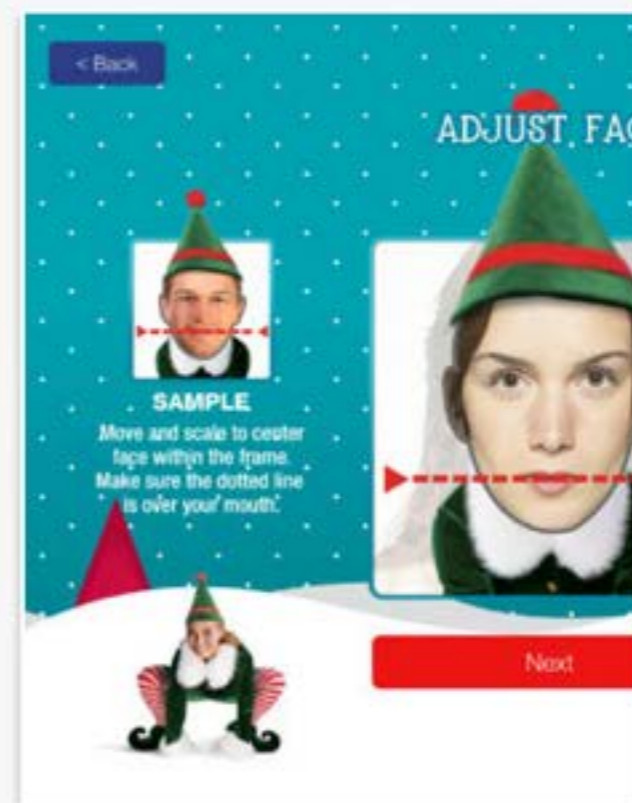 < Back
ADJUST FAC
SAMPLE
Move and scale to center
face within the frame.
Make sure the dotted line
is over your mouth.
Next